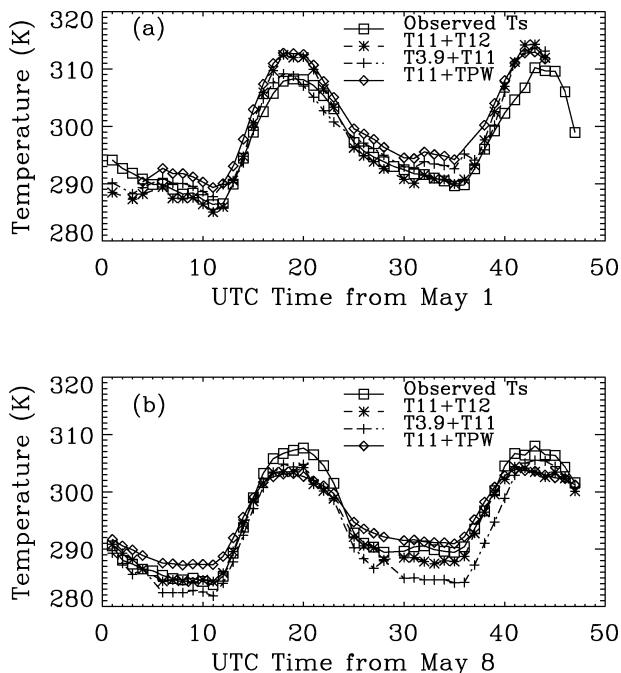 320
(a)
Observed Ts
T11+T12
T3.9+T11
T11+TPW
310
300
290
280
Temperature (K)
0 10 20 30 40 50
UTC Time from May 1
320
(b)
Observed Ts
T11+T12
T3.9+T11
T11+TPW
310
300
290
280
Temperature (K)
0 10 20 30 40 50
UTC Time from May 8